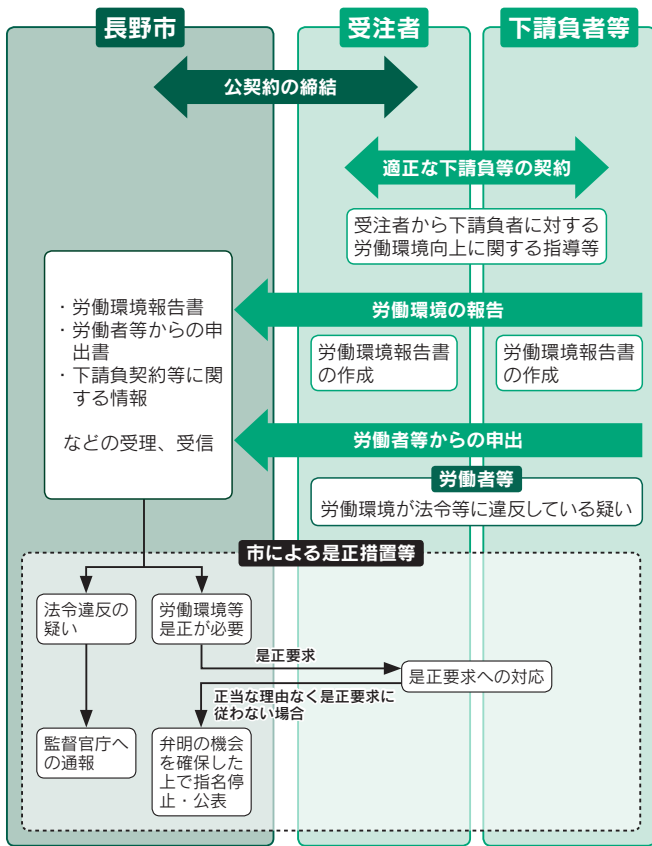 長野市
受注者
下請負者等
公契約の締結
適正な下請負等の契約
受注者から下請負者に対する
労働環境向上に関する指導等
・労働環境報告書
・労働者等からの申
出書
・下請負契約等に関
する情報
などの受理、受信
労働環境の報告
労働環境報告書
の作成
労働環境報告書
の作成
労働者等からの申出
労働者等
労働環境が法令等に違反している疑い
市による是正措置等
法令違反の
疑い
労働環境等
是正が必要
是正要求
是正要求への対応
正当な理由なく是正要求に
従わない場合
監督官庁へ
の通報
弁明の機会
を確保した
上で指名停
止・公表